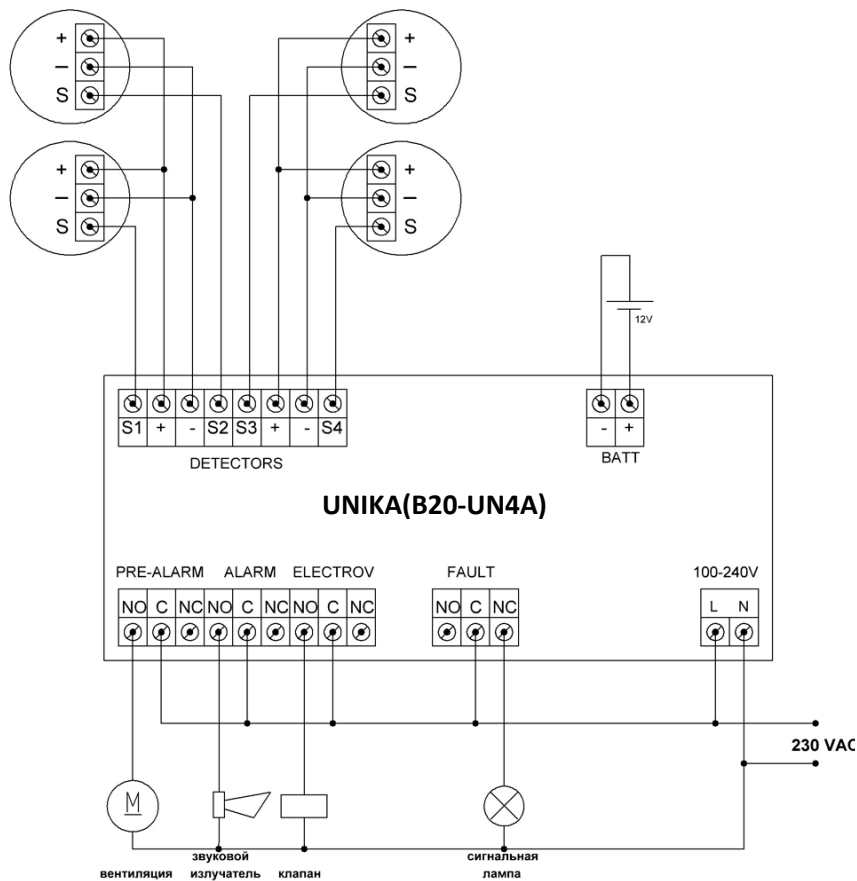 + +
– –
S S
+ +
– –
S S
12V
S1 + - S2 S3 + - S4
- +
DETECTORS
BATT
UNIKA(B20-UN4A)
PRE-ALARM ALARM ELECTROV FAULT 100-240V
NO C NC NO C NC NO C NC NO C NC L N
230 VAC
M
звуковой сигнальная
вентиляция излучатель клапан лампа